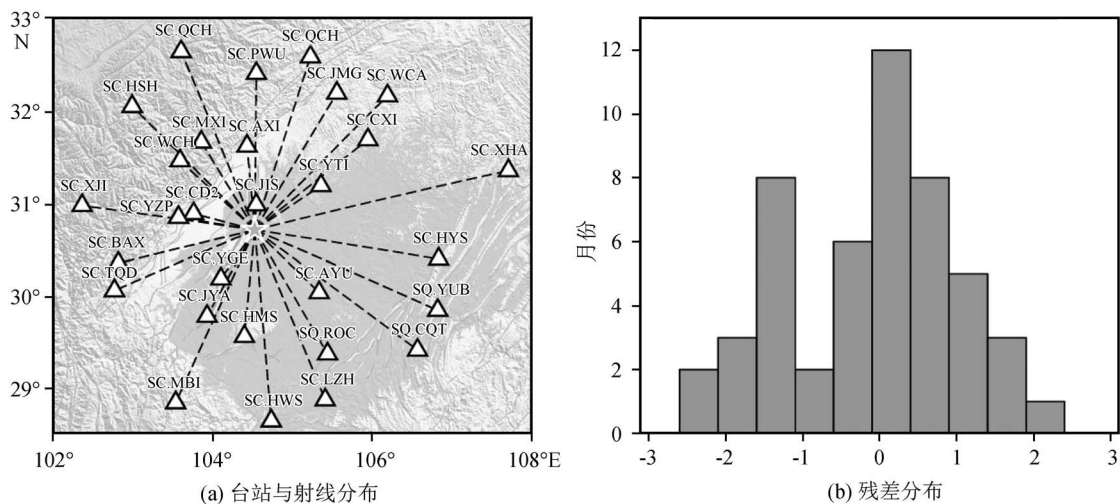 33°
N
32°
31°
30°
29°
SC.QCH
SC.QCH
SC.PWU
SC.JMG
SC.WCA
SC.HSH
SC.MXI
SC.AXI
SC.CXI
SC.WCH
SC.YTI
SC.XHA
SC.XJI
SC.CD2
SC.JIS
SC.YZP
SC.BAX
SC.HYS
SC.TQD
SC.YGE
SC.AYU
SQ.YUB
SC.JYA
SC.HMS
SQ.ROC
SQ.CQT
SC.MBI
SC.LZH
SC.HWS
102° 104° 106° 108°E
(a) 台站与射线分布
12
10
8
6
4
2
0
月份
-3 -2 -1 0 1 2 3
(b) 残差分布